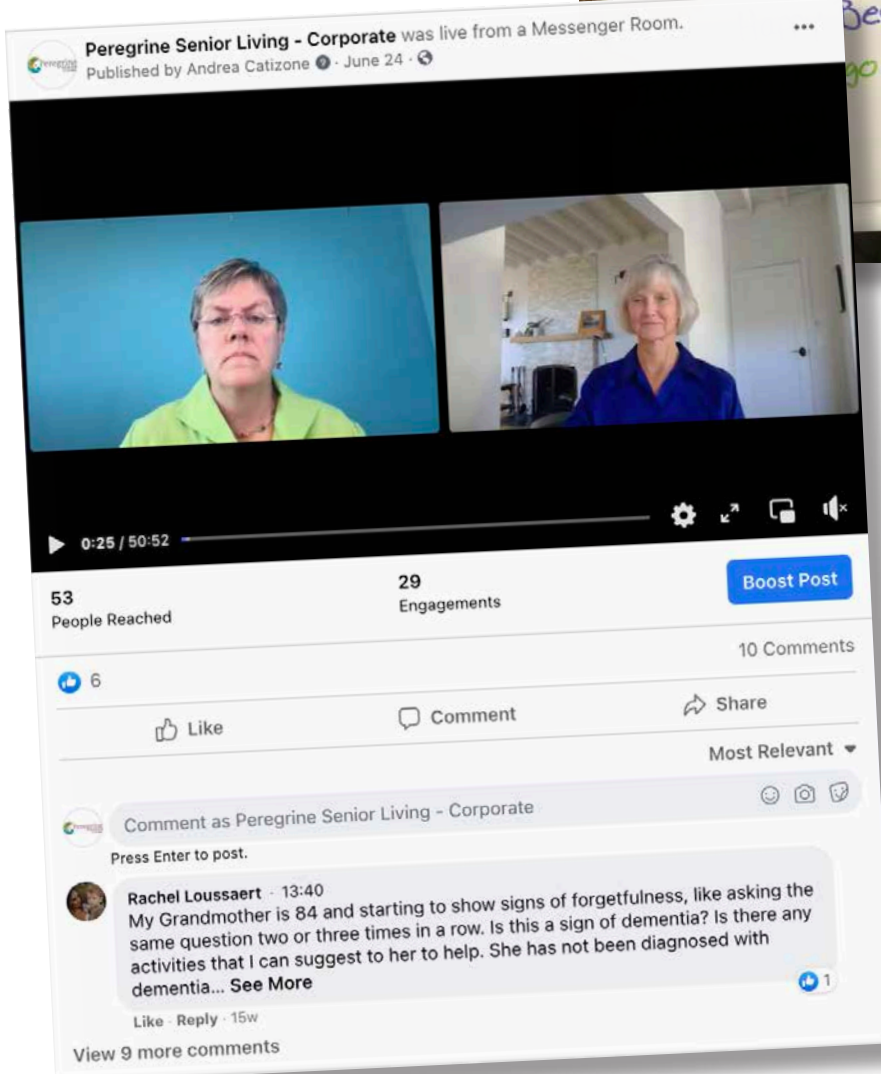 Peregrine Senior Living - Corporate was live from a Messenger Room.
Published by Andrea Catizone · June 24 ·
0:25 / 50:52
53
People Reached
29
Engagements
Boost Post
6
10 Comments
Like
Comment
Share
Most Relevant
Comment as Peregrine Senior Living - Corporate
Press Enter to post.
Rachel Loussaert · 13:40
My Grandmother is 84 and starting to show signs of forgetfulness, like asking the
same question two or three times in a row. Is this a sign of dementia? Is there any
activities that I can suggest to her to help. She has not been diagnosed with
dementia... See More
1
Like · Reply · 15w
View 9 more comments
go